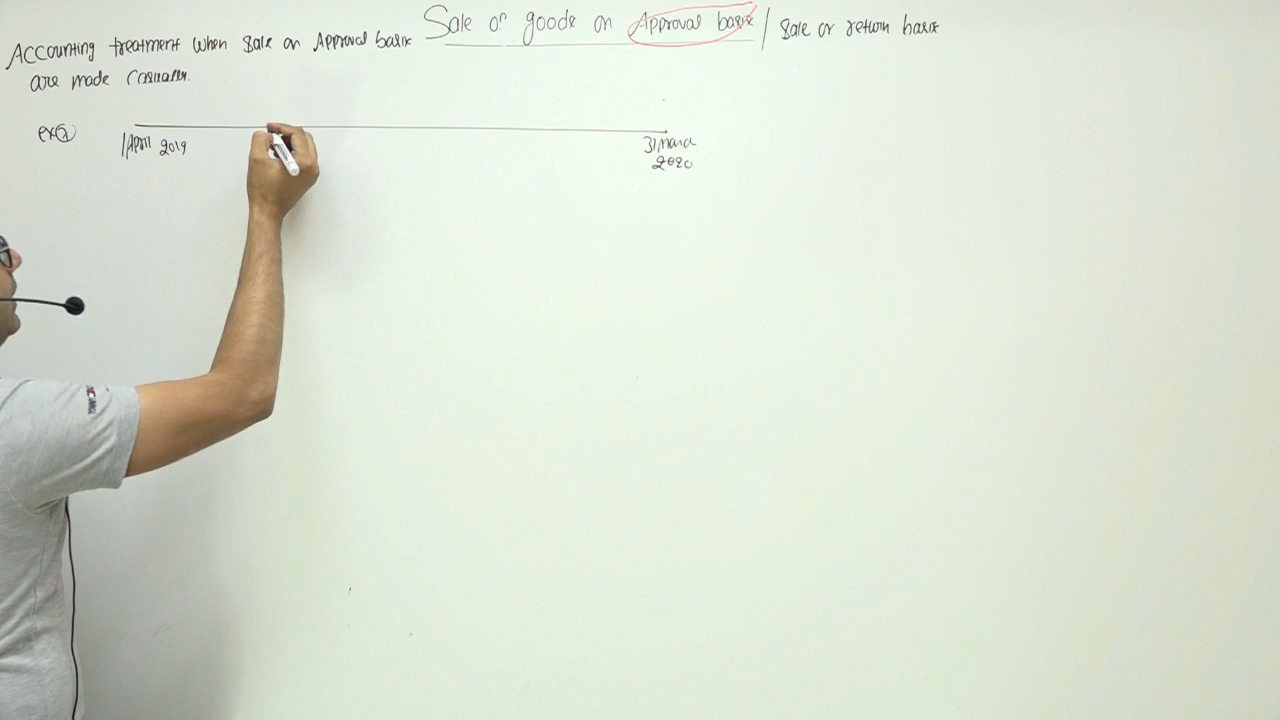 Sale of goods on Approval basis / Sale or return basis
Accounting treatment when sale on Approval basis
are made casually.
ex②
1 April 2019
31 March
2020